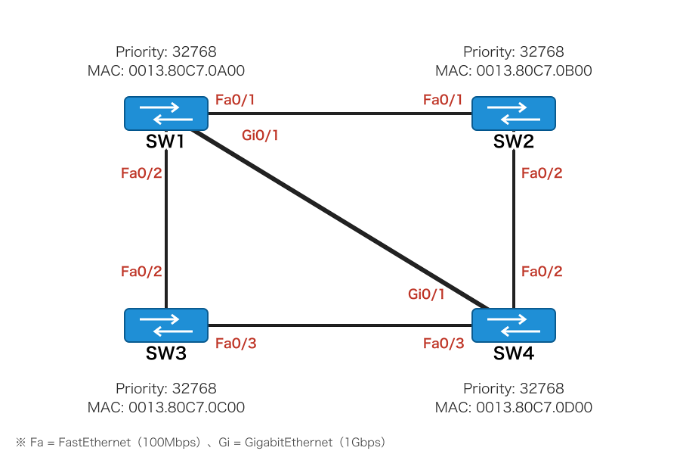 Priority: 32768
MAC: 0013.80C7.0A00
Priority: 32768
MAC: 0013.80C7.0B00
Fa0/1
Fa0/1
Gi0/1
SW1
SW2
Fa0/2
Fa0/2
Fa0/2
Fa0/2
Gi0/1
Fa0/3
Fa0/3
SW3
SW4
Priority: 32768
MAC: 0013.80C7.0C00
Priority: 32768
MAC: 0013.80C7.0D00
※ Fa = FastEthernet（100Mbps）、Gi = GigabitEthernet（1Gbps）